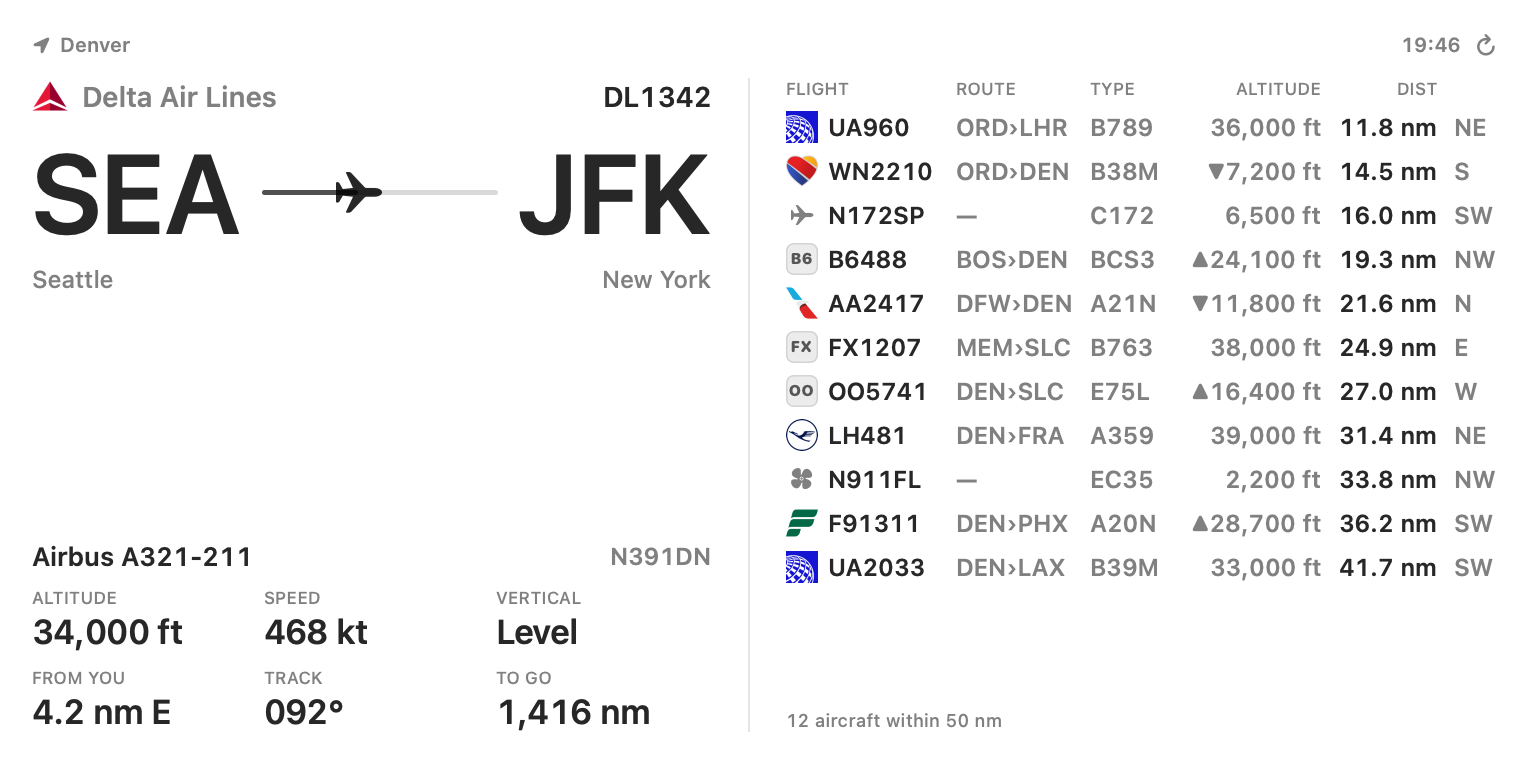 Denver
19:46
Delta Air Lines
DL1342
SEA
JFK
Seattle
New York
Airbus A321-211
N391DN
ALTITUDE SPEED VERTICAL
34,000 ft 468 kt Level
FROM YOU TRACK TO GO
4.2 nm E 092° 1,416 nm
FLIGHT ROUTE TYPE ALTITUDE DIST
UA960 ORD›LHR B789 36,000 ft 11.8 nm NE
WN2210 ORD›DEN B38M ▼7,200 ft 14.5 nm S
N172SP — C172 6,500 ft 16.0 nm SW
B6 B6488 BOS›DEN BCS3 ▲24,100 ft 19.3 nm NW
AA2417 DFW›DEN A21N ▼11,800 ft 21.6 nm N
FX FX1207 MEM›SLC B763 38,000 ft 24.9 nm E
OO OO5741 DEN›SLC E75L ▲16,400 ft 27.0 nm W
LH481 DEN›FRA A359 39,000 ft 31.4 nm NE
N911FL — EC35 2,200 ft 33.8 nm NW
F91311 DEN›PHX A20N ▲28,700 ft 36.2 nm SW
UA2033 DEN›LAX B39M 33,000 ft 41.7 nm SW
12 aircraft within 50 nm